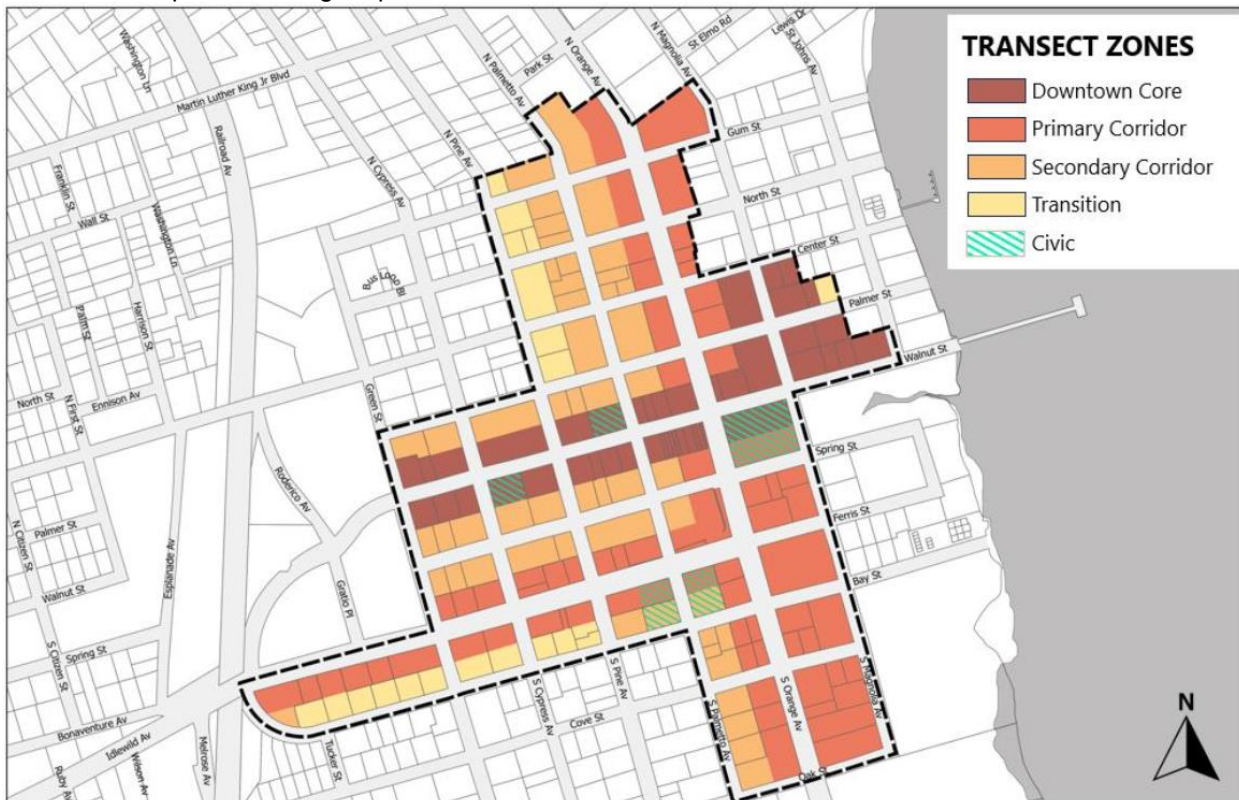 TRANSECT ZONES
Downtown Core
Primary Corridor
Secondary Corridor
Transition
Civic
N
Washington Ln
Martin Luther King Jr Blvd
Railroad Av
N Palmetto Av
Park St
N Orange Av
N Magnolia Av
St Elmo Rd
Lewis Dr
St Johns Av
Gum St
N Pine Av
N Cypress Av
Franklin St
Wall St
Washington Ln
North St
Center St
Bus Loop Bl
Palm St
Harrison St
Palmer St
Walnut St
Green St
North St
N First St
Ennison Av
Spring St
Roderigo Av
Ferris St
N Citizen St
Palmer St
Esplanade Av
Bay St
Walnut St
Gratio Pl
Spring St
S Citizen St
S Pine Av
S Cypress Av
Cove St
S Palmetto Av
S Orange Av
S Magnolia Av
Bonaventure Av
Idlewild Av
Tucker St
Melrose Av
Wilson Av
Ruby Av